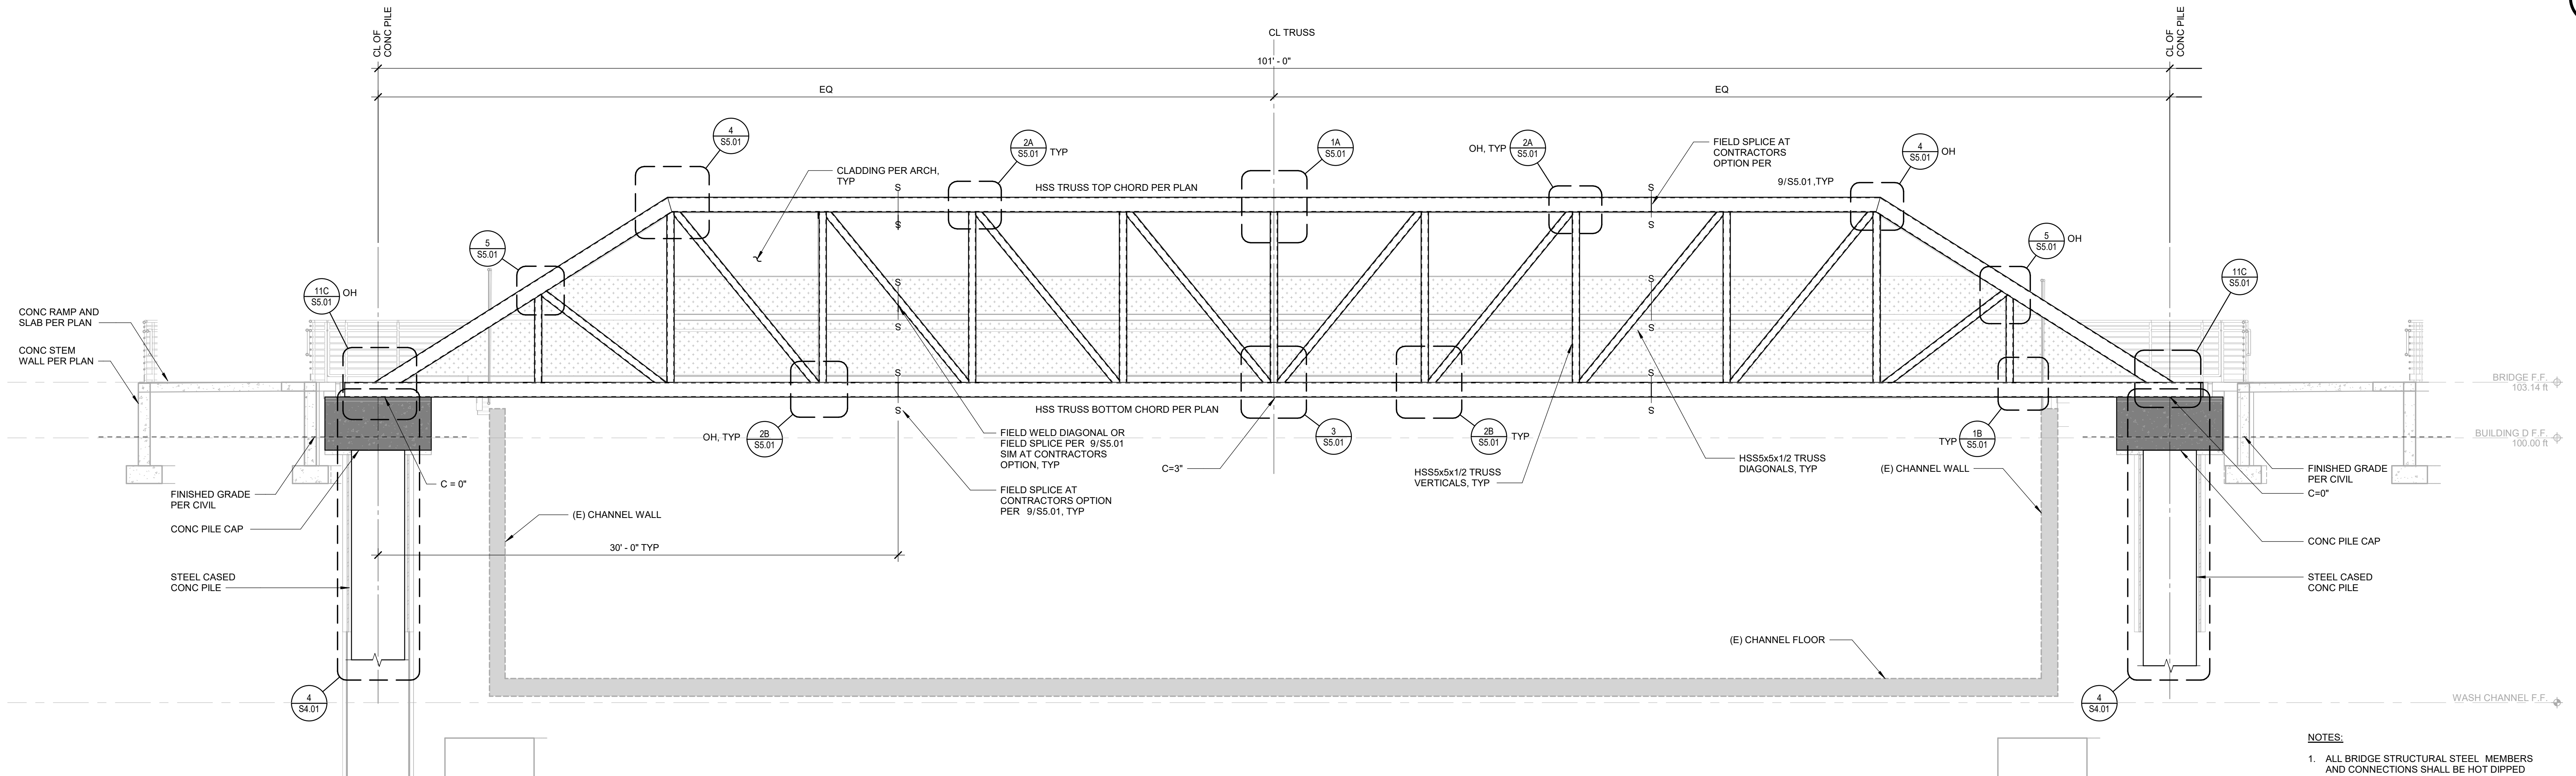 CL OF
CONC PILE
CL TRUSS
CL OF
CONC PILE
101' - 0"
EQ
EQ
4
S5.01
2A
S5.01
TYP
1A
S5.01
OH, TYP
2A
S5.01
FIELD SPLICE AT
CONTRACTORS
OPTION PER
9/S5.01 ,TYP
4
S5.01
OH
CLADDING PER ARCH,
TYP
HSS TRUSS TOP CHORD PER PLAN
S
S
S
S
5
S5.01
5
S5.01
OH
11C
S5.01
OH
11C
S5.01
S
S
S
S
S
S
S
S
CONC RAMP AND
SLAB PER PLAN
CONC STEM
WALL PER PLAN
BRIDGE F.F.
103.14 ft
HSS TRUSS BOTTOM CHORD PER PLAN
OH, TYP
2B
S5.01
FIELD WELD DIAGONAL OR
FIELD SPLICE PER 9/S5.01
SIM AT CONTRACTORS
OPTION, TYP
3
S5.01
2B
S5.01
TYP
TYP
1B
S5.01
BUILDING D F.F.
100.00 ft
C=3"
HSS5x5x1/2 TRUSS
VERTICALS, TYP
HSS5x5x1/2 TRUSS
DIAGONALS, TYP
(E) CHANNEL WALL
FINISHED GRADE
PER CIVIL
C=0"
FINISHED GRADE
PER CIVIL
C = 0"
FIELD SPLICE AT
CONTRACTORS OPTION
PER 9/S5.01, TYP
CONC PILE CAP
(E) CHANNEL WALL
CONC PILE CAP
30' - 0" TYP
STEEL CASED
CONC PILE
STEEL CASED
CONC PILE
(E) CHANNEL FLOOR
4
S4.01
4
S4.01
WASH CHANNEL F.F.
NOTES:
1. ALL BRIDGE STRUCTURAL STEEL MEMBERS
AND CONNECTIONS SHALL BE HOT DIPPED